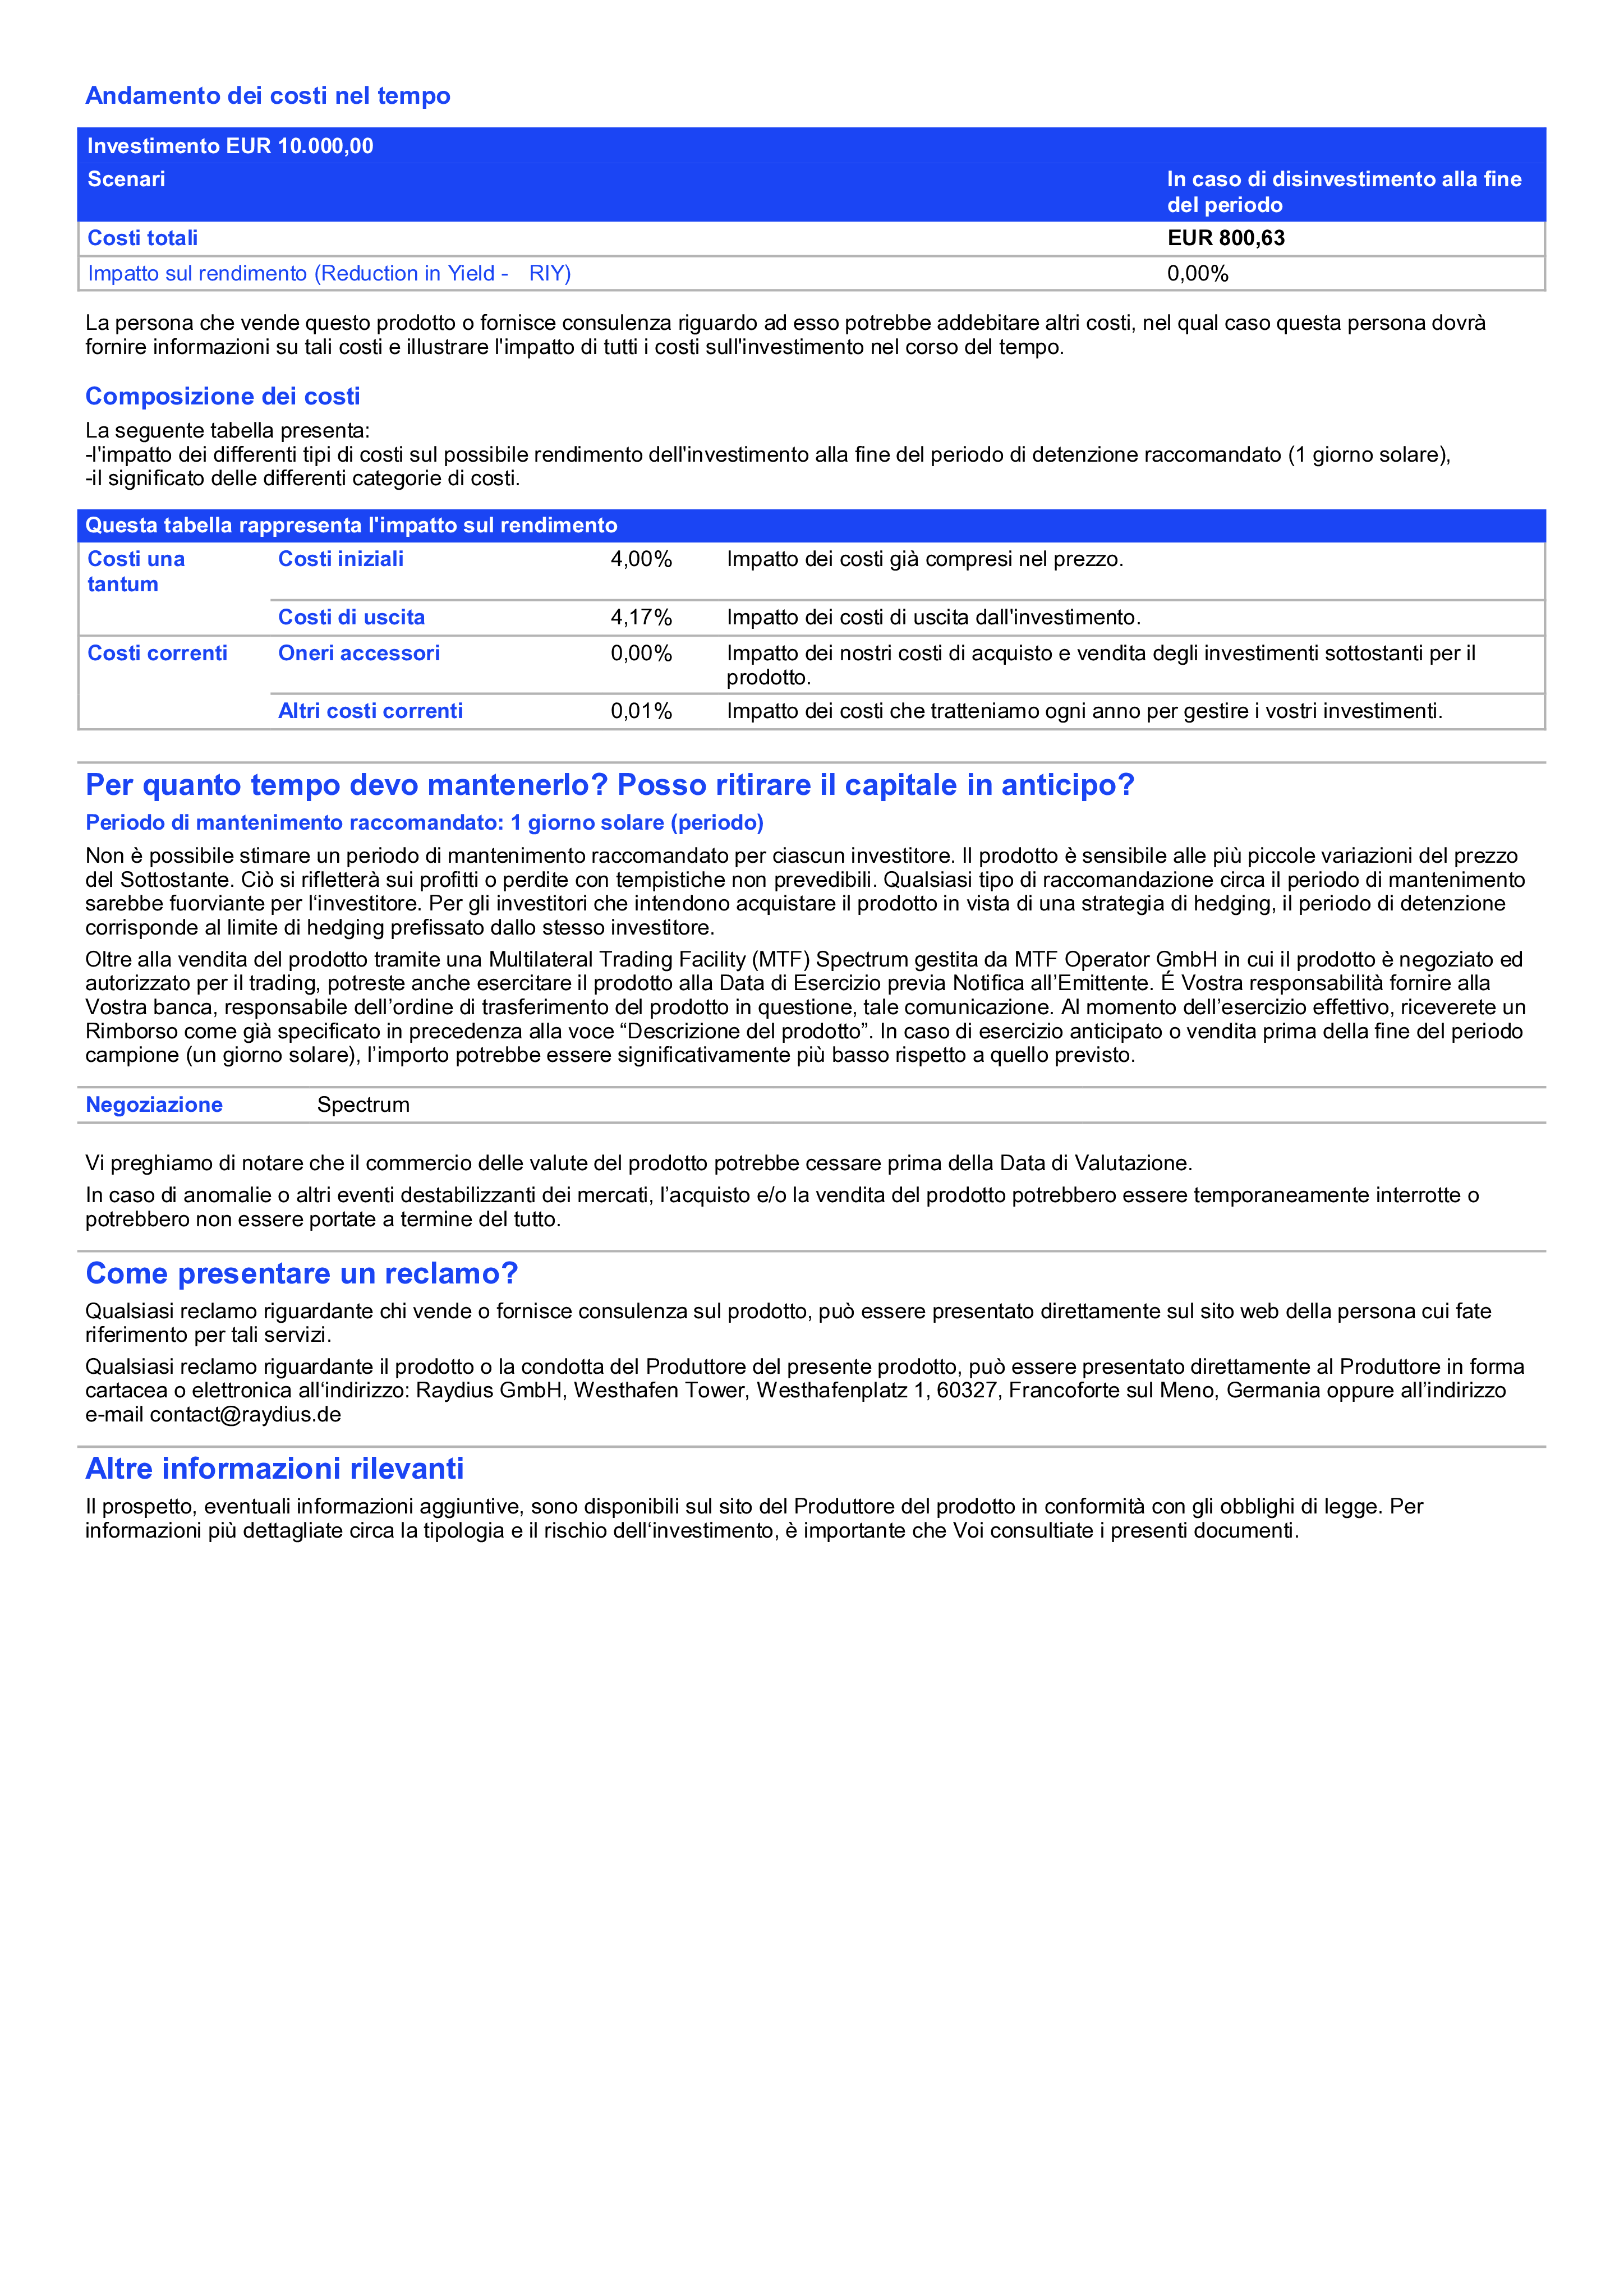 Andamento dei costi nel tempo
Investimento EUR 10.000,00
Scenari
In caso di disinvestimento alla fine
del periodo
Costi totali
EUR 800,63
Impatto sul rendimento (Reduction in Yield - RIY)
0,00%
La persona che vende questo prodotto o fornisce consulenza riguardo ad esso potrebbe addebitare altri costi, nel qual caso questa persona dovrà
fornire informazioni su tali costi e illustrare l'impatto di tutti i costi sull'investimento nel corso del tempo.
Composizione dei costi
La seguente tabella presenta:
-l'impatto dei differenti tipi di costi sul possibile rendimento dell'investimento alla fine del periodo di detenzione raccomandato (1 giorno solare),
-il significato delle differenti categorie di costi.
Questa tabella rappresenta l'impatto sul rendimento
Costi una
tantum
Costi iniziali
4,00%
Impatto dei costi già compresi nel prezzo.
Costi di uscita
4,17%
Impatto dei costi di uscita dall'investimento.
Costi correnti
Oneri accessori
0,00%
Impatto dei nostri costi di acquisto e vendita degli investimenti sottostanti per il
prodotto.
Altri costi correnti
0,01%
Impatto dei costi che tratteniamo ogni anno per gestire i vostri investimenti.
Per quanto tempo devo mantenerlo? Posso ritirare il capitale in anticipo?
Periodo di mantenimento raccomandato: 1 giorno solare (periodo)
Non è possibile stimare un periodo di mantenimento raccomandato per ciascun investitore. Il prodotto è sensibile alle più piccole variazioni del prezzo
del Sottostante. Ciò si rifletterà sui profitti o perdite con tempistiche non prevedibili. Qualsiasi tipo di raccomandazione circa il periodo di mantenimento
sarebbe fuorviante per l‘investitore. Per gli investitori che intendono acquistare il prodotto in vista di una strategia di hedging, il periodo di detenzione
corrisponde al limite di hedging prefissato dallo stesso investitore.
Oltre alla vendita del prodotto tramite una Multilateral Trading Facility (MTF) Spectrum gestita da MTF Operator GmbH in cui il prodotto è negoziato ed
autorizzato per il trading, potreste anche esercitare il prodotto alla Data di Esercizio previa Notifica all’Emittente. É Vostra responsabilità fornire alla
Vostra banca, responsabile dell’ordine di trasferimento del prodotto in questione, tale comunicazione. Al momento dell’esercizio effettivo, riceverete un
Rimborso come già specificato in precedenza alla voce “Descrizione del prodotto”. In caso di esercizio anticipato o vendita prima della fine del periodo
campione (un giorno solare), l’importo potrebbe essere significativamente più basso rispetto a quello previsto.
Negoziazione
Spectrum
Vi preghiamo di notare che il commercio delle valute del prodotto potrebbe cessare prima della Data di Valutazione.
In caso di anomalie o altri eventi destabilizzanti dei mercati, l’acquisto e/o la vendita del prodotto potrebbero essere temporaneamente interrotte o
potrebbero non essere portate a termine del tutto.
Come presentare un reclamo?
Qualsiasi reclamo riguardante chi vende o fornisce consulenza sul prodotto, può essere presentato direttamente sul sito web della persona cui fate
riferimento per tali servizi.
Qualsiasi reclamo riguardante il prodotto o la condotta del Produttore del presente prodotto, può essere presentato direttamente al Produttore in forma
cartacea o elettronica all‘indirizzo: Raydius GmbH, Westhafen Tower, Westhafenplatz 1, 60327, Francoforte sul Meno, Germania oppure all’indirizzo
e-mail contact@raydius.de
Altre informazioni rilevanti
Il prospetto, eventuali informazioni aggiuntive, sono disponibili sul sito del Produttore del prodotto in conformità con gli obblighi di legge. Per
informazioni più dettagliate circa la tipologia e il rischio dell‘investimento, è importante che Voi consultiate i presenti documenti.